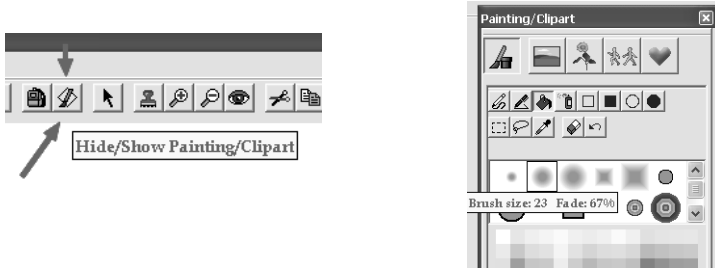 Painting/Clipart
Hide/Show Painting/Clipart
Brush size: 23 Fade: 67%